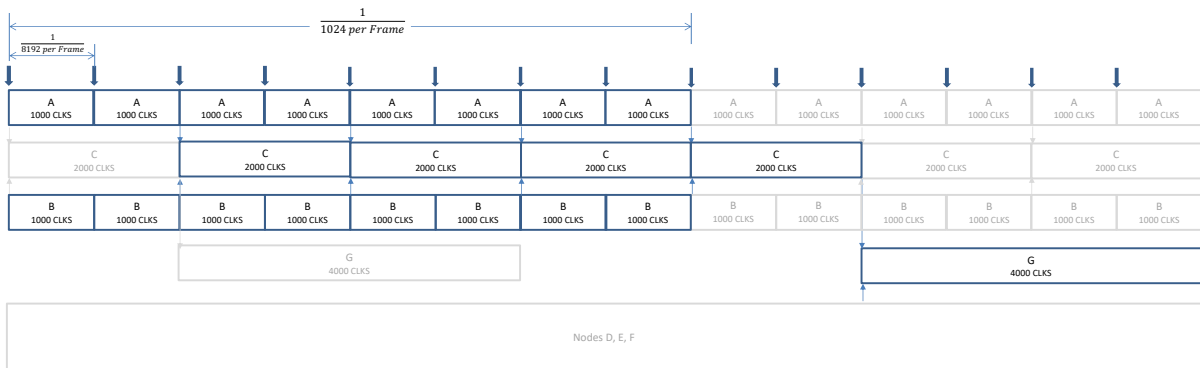 1
1024 per Frame
1
8192 per Frame
A A A A A A A A A A A A A A
1000 CLKS 1000 CLKS 1000 CLKS 1000 CLKS 1000 CLKS 1000 CLKS 1000 CLKS 1000 CLKS 1000 CLKS 1000 CLKS 1000 CLKS 1000 CLKS 1000 CLKS 1000 CLKS
C C C C C C C
2000 CLKS 2000 CLKS 2000 CLKS 2000 CLKS 2000 CLKS 2000 CLKS 2000 CLKS
B B B B B B B B B B B B B B
1000 CLKS 1000 CLKS 1000 CLKS 1000 CLKS 1000 CLKS 1000 CLKS 1000 CLKS 1000 CLKS 1000 CLKS 1000 CLKS 1000 CLKS 1000 CLKS 1000 CLKS 1000 CLKS
G G
4000 CLKS 4000 CLKS
Nodes D, E, F